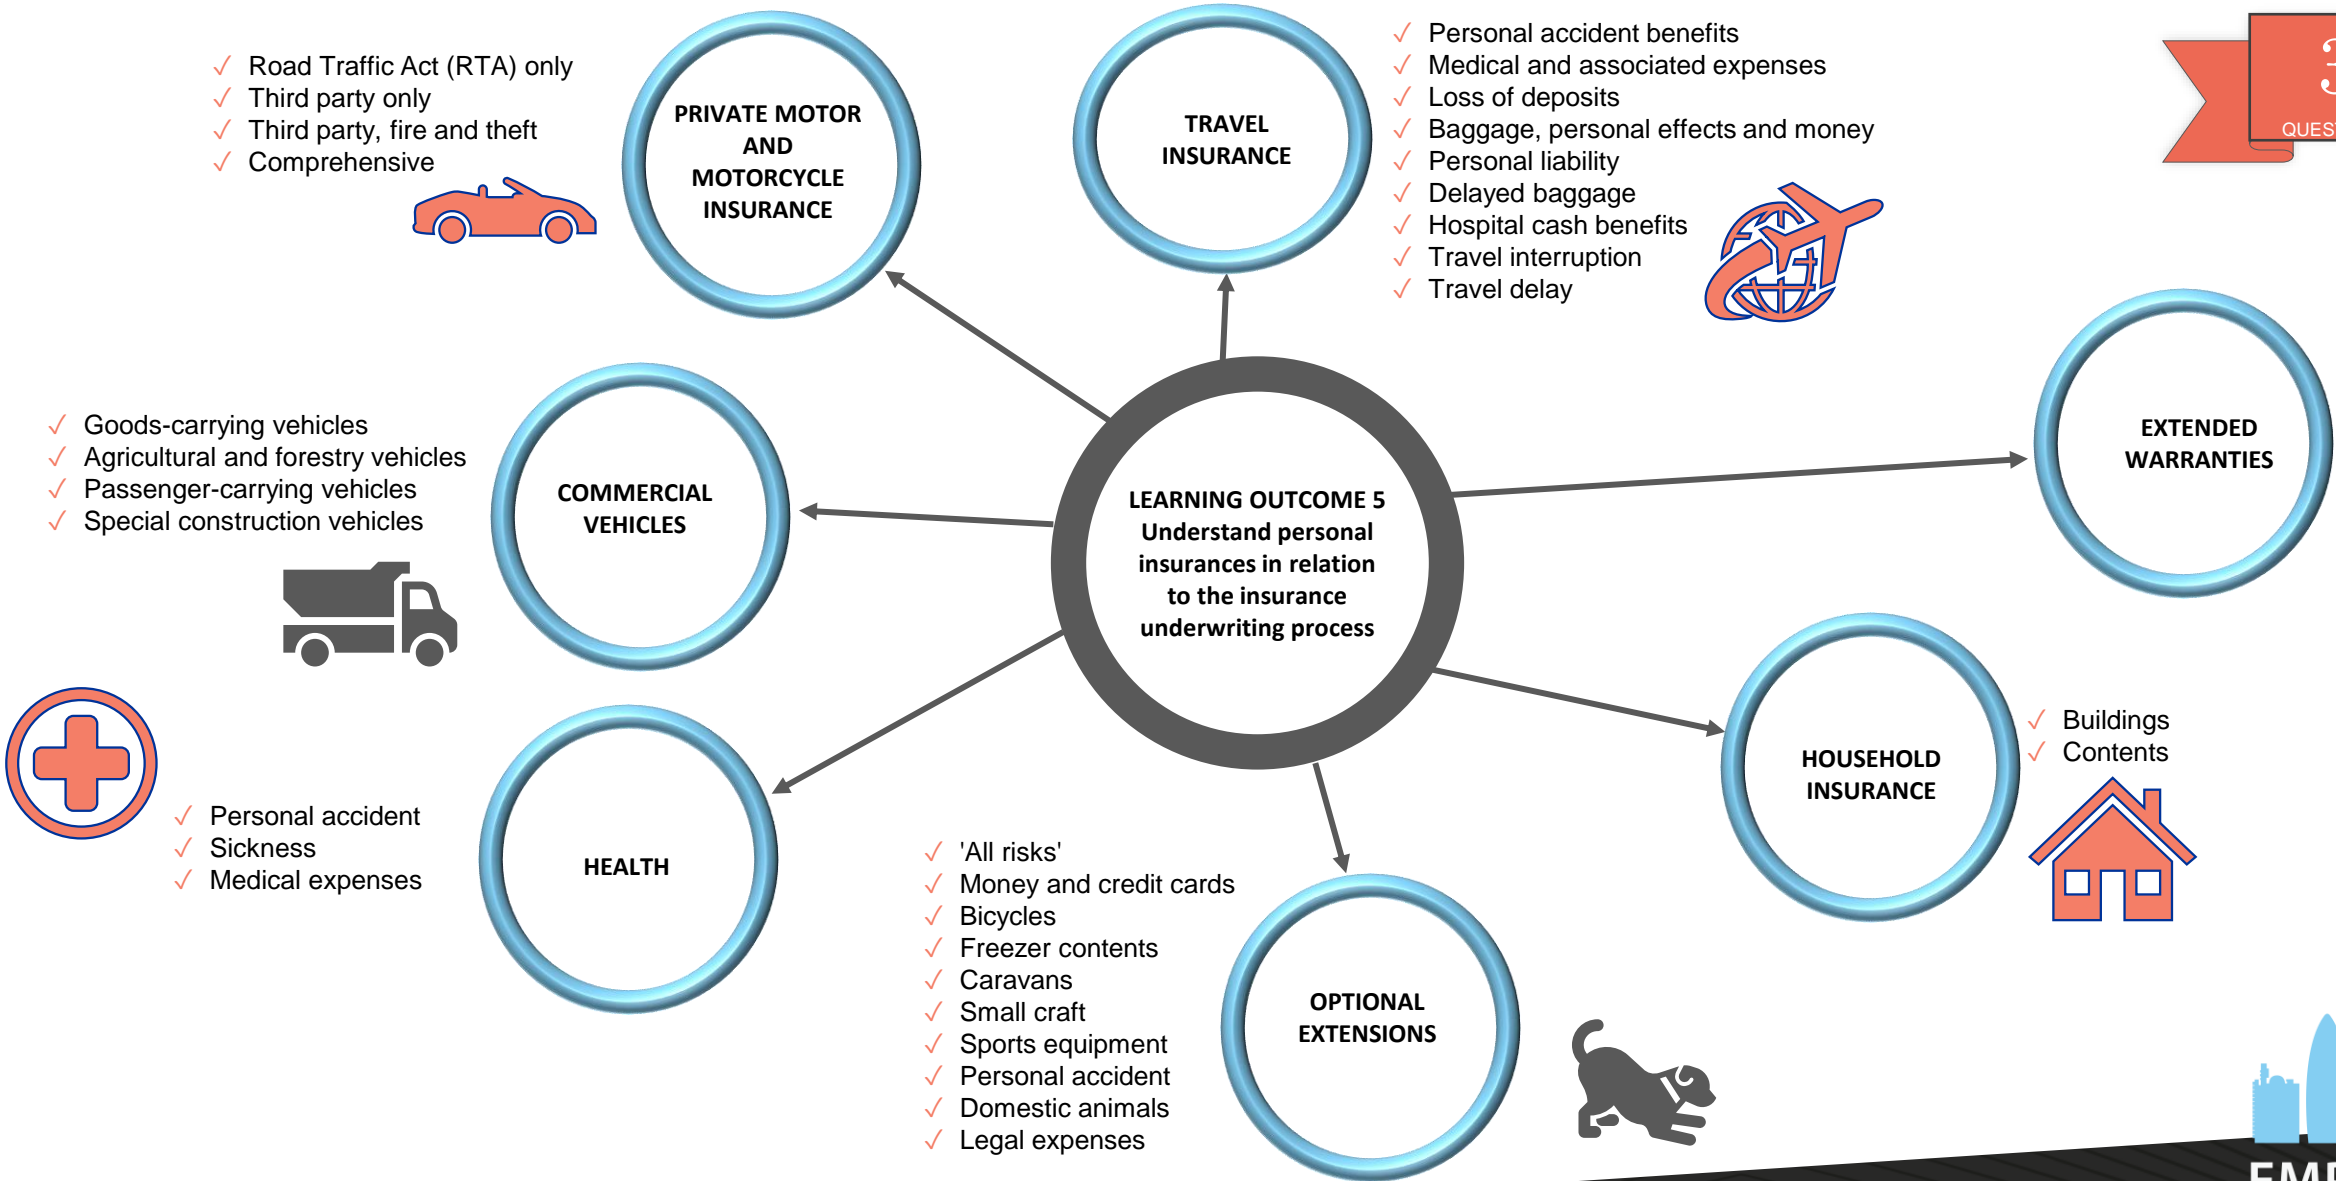 Road Traffic Act (RTA) only
Third party only
Third party, fire and theft
Comprehensive
PRIVATE MOTOR
AND
MOTORCYCLE
INSURANCE
TRAVEL
INSURANCE
Personal accident benefits
Medical and associated expenses
Loss of deposits
Baggage, personal effects and money
Personal liability
Delayed baggage
Hospital cash benefits
Travel interruption
Travel delay
3
Goods-carrying vehicles
Agricultural and forestry vehicles
Passenger-carrying vehicles
Special construction vehicles
COMMERCIAL
VEHICLES
LEARNING OUTCOME 5
Understand personal
insurances in relation
to the insurance
underwriting process
EXTENDED
WARRANTIES
HOUSEHOLD
INSURANCE
Buildings
Contents
Personal accident
Sickness
Medical expenses
HEALTH
'All risks'
Money and credit cards
Bicycles
Freezer contents
Caravans
Small craft
Sports equipment
Personal accident
Domestic animals
Legal expenses
OPTIONAL
EXTENSIONS